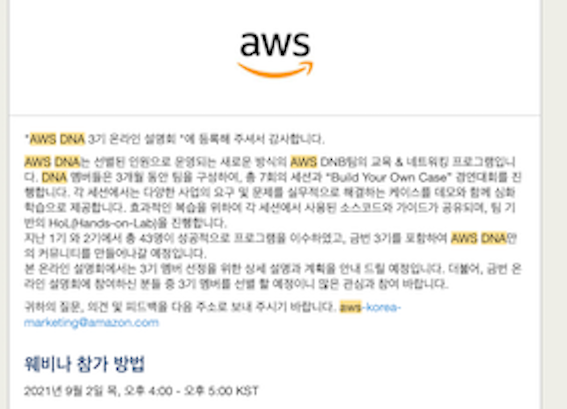 aws
"AWS DNA 3기 온라인 설명회 "에 등록해 주셔서 감사합니다.
AWS DNA는 선별된 인원으로 운영되는 새로운 방식의 AWS DNB팀의 교육 & 네트워킹 프로그램입니
다. DNA 멤버들은 3개월 동안 팀을 구성하여, 총 7회의 세션과 “Build Your Own Case” 경연대회를 진
행합니다. 각 세션에서는 다양한 사업의 요구 및 문제를 실무적으로 해결하는 케이스를 데모와 함께 심화
학습으로 제공합니다. 효과적인 복습을 위하여 각 세션에서 사용된 소스코드와 가이드가 공유되며, 팀 기
반의 HoL(Hands-on-Lab)을 진행합니다.
지난 1기 와 2기에서 총 43명이 성공적으로 프로그램을 이수하였고, 금번 3기를 포함하여 AWS DNA만
의 커뮤니티를 만들어나갈 예정입니다.
본 온라인 설명회에서는 3기 멤버 선정을 위한 상세 설명과 계획을 안내 드릴 예정입니다. 더불어, 금번 온
라인 설명회에 참여하신 분들 중 3기 멤버를 선별 할 예정이니 많은 관심과 참여 바랍니다.
귀하의 질문, 의견 및 피드백을 다음 주소로 보내 주시기 바랍니다. aws-korea-
marketing@amazon.com
웨비나 참가 방법
2021년 9월 2일 목, 오후 4:00 - 오후 5:00 KST